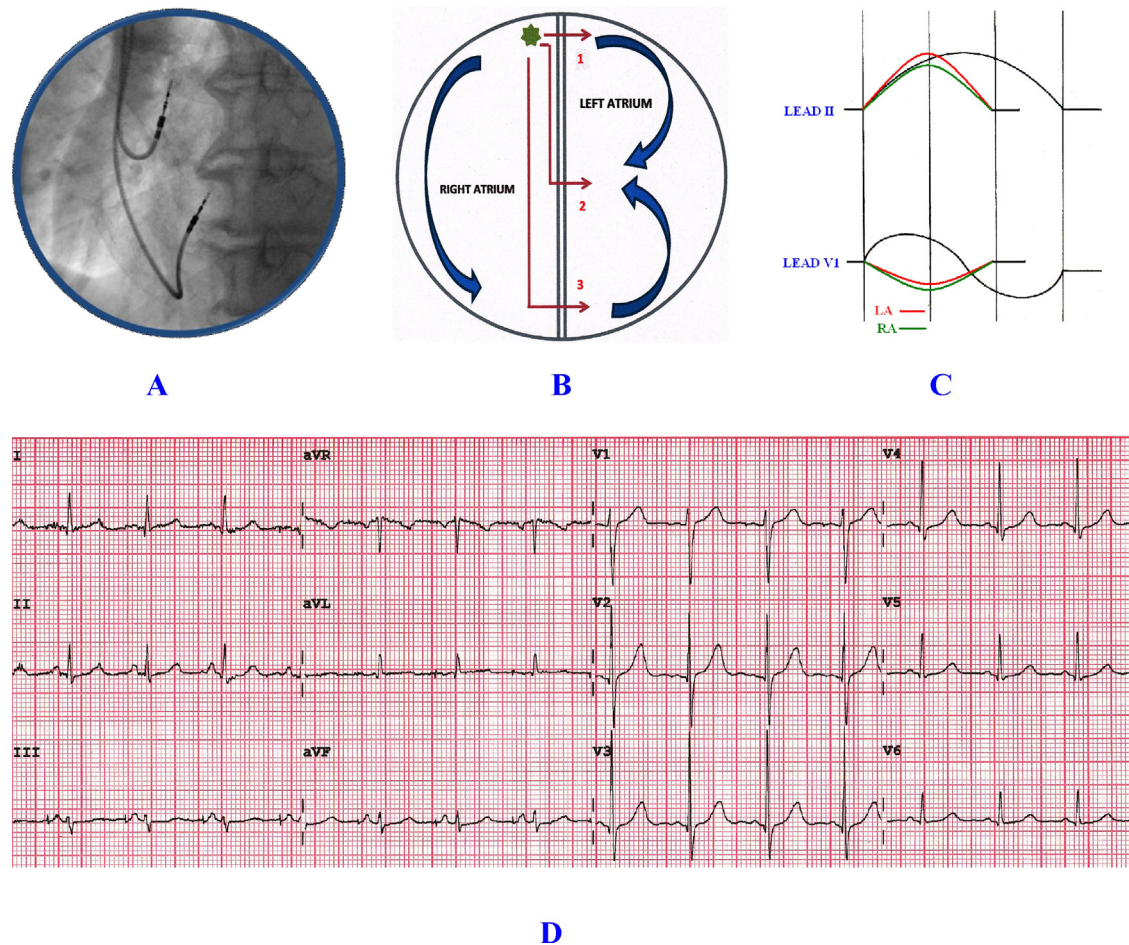 1
LEFT ATRIUM
RIGHT ATRIUM
2
3
LEAD II
LEAD V1
LA
RA
A
B
C
I
aVR
V1
V4
II
aVL
V2
V5
III
aVF
V3
V6
D